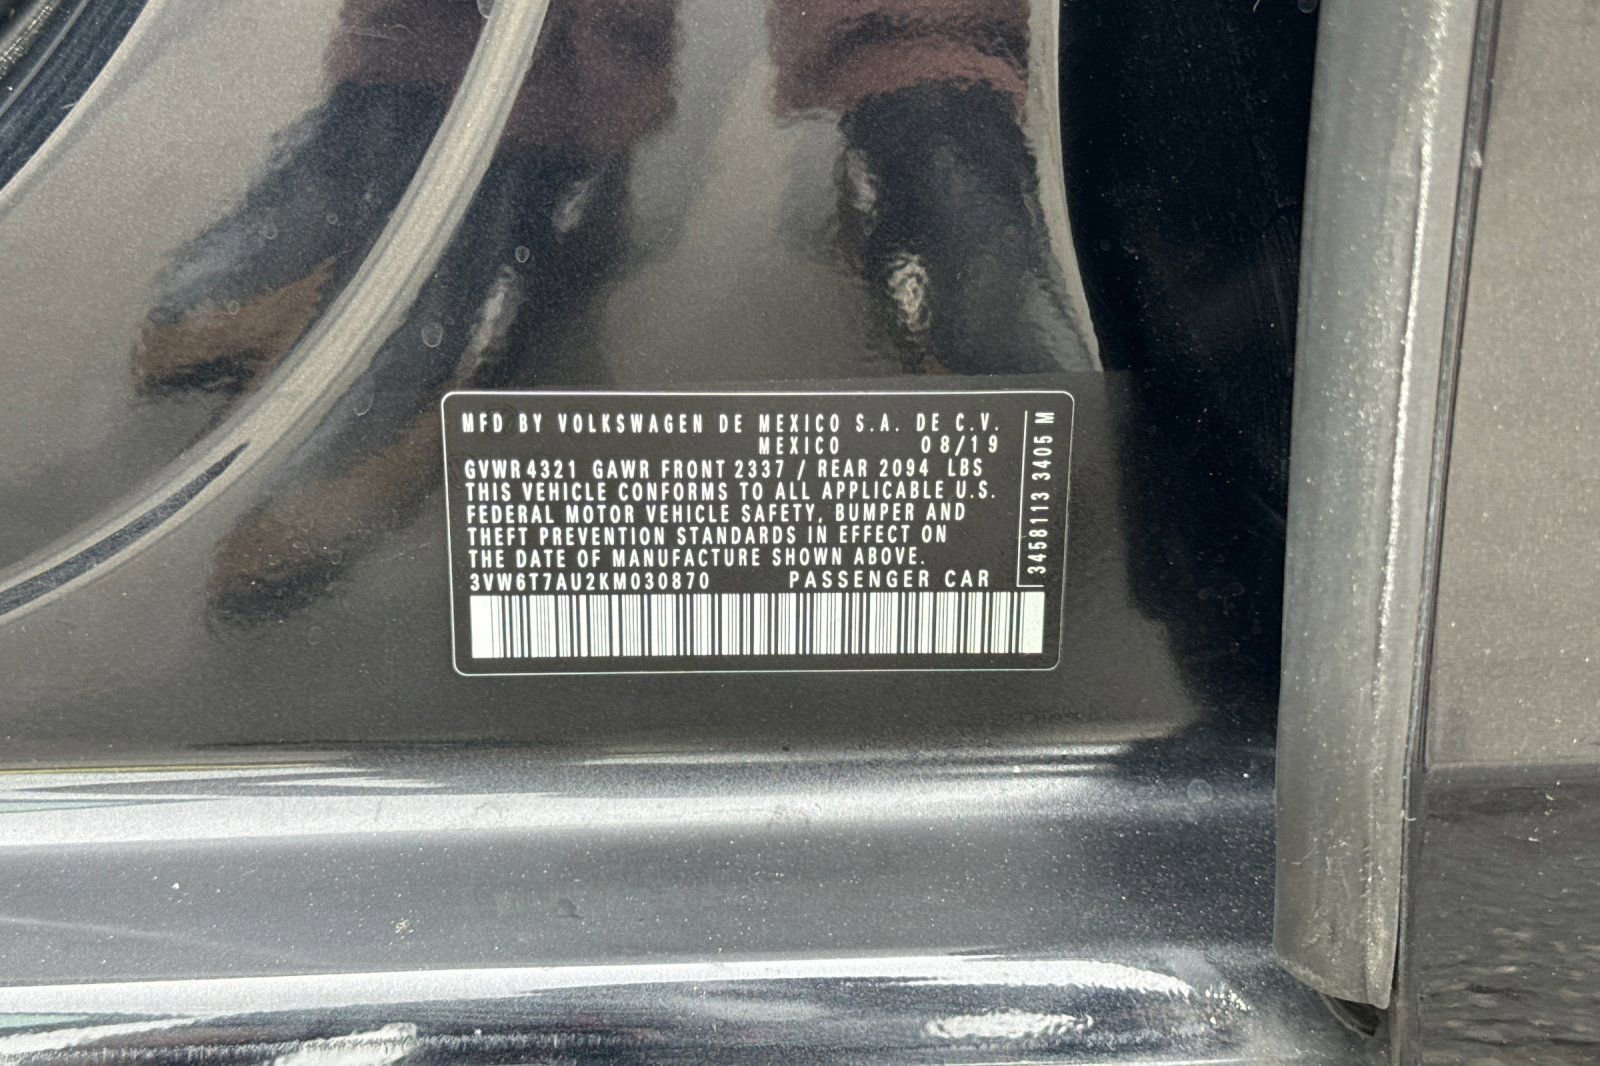 MFD BY VOLKSWAGEN DE MEXICO S.A. DE C.V.
MEXICO 08/19
GVWR 4321 GAWR FRONT 2337 / REAR 2094 LBS
THIS VEHICLE CONFORMS TO ALL APPLICABLE U.S.
FEDERAL MOTOR VEHICLE SAFETY, BUMPER AND
THEFT PREVENTION STANDARDS IN EFFECT ON
THE DATE OF MANUFACTURE SHOWN ABOVE.
3VW6T7AU2KM030870 PASSENGER CAR
3458113 3405 M